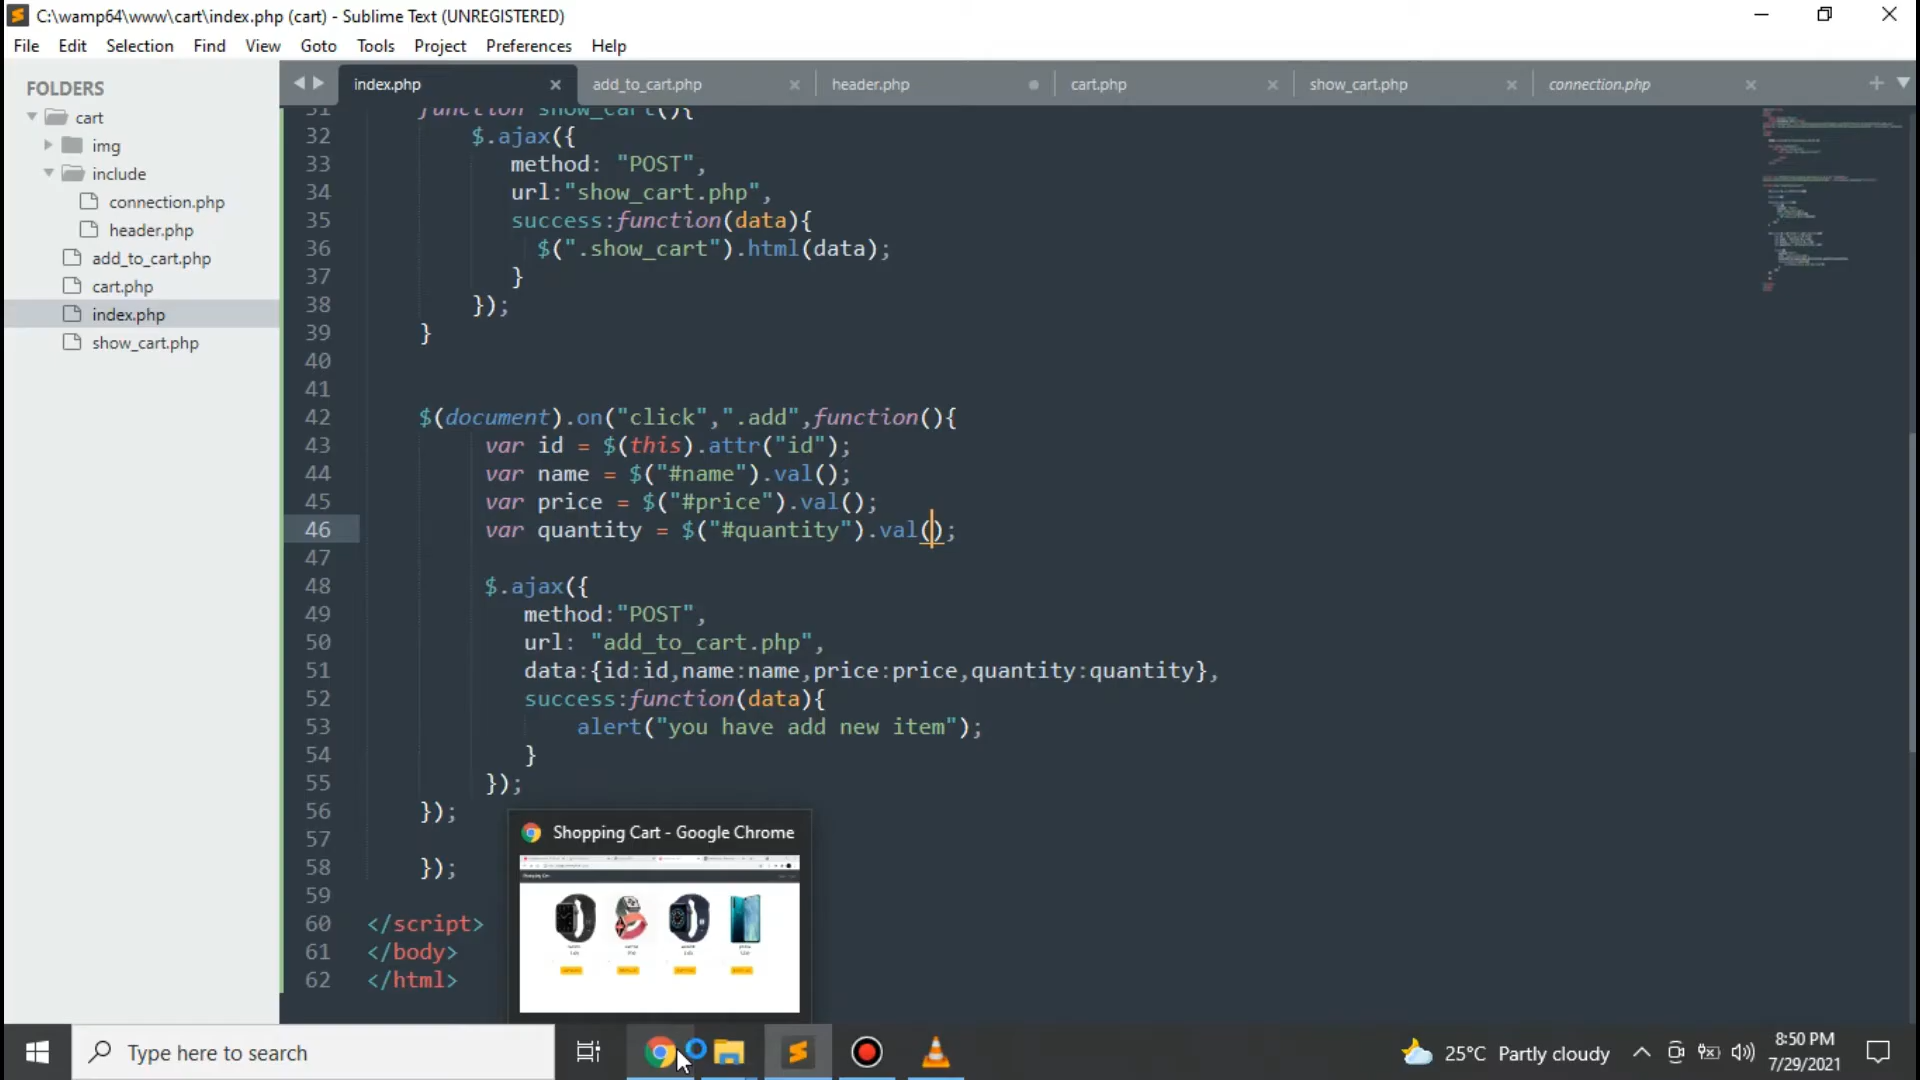 C:\wamp64\www\cart\index.php (cart) - Sublime Text (UNREGISTERED)
File Edit Selection Find View Goto Tools Project Preferences Help
FOLDERS
cart
img
include
connection.php
header.php
add_to_cart.php
cart.php
index.php
show_cart.php
index.php add_to_cart.php header.php cart.php show_cart.php connection.php
31 function show_cart(){
32 $.ajax({
33 method: "POST",
34 url:"show_cart.php",
35 success:function(data){
36 $(".show_cart").html(data);
37 }
38 });
39 }
40
41
42 $(document).on("click",".add",function(){
43 var id = $(this).attr("id");
44 var name = $("#name").val();
45 var price = $("#price").val();
46 var quantity = $("#quantity").val();
47
48 $.ajax({
49 method:"POST",
50 url: "add_to_cart.php",
51 data:{id:id,name:name,price:price,quantity:quantity},
52 success:function(data){
53 alert("you have add new item");
54 }
55 });
56 });
57
58 });
59
60 </script>
61 </body>
62 </html>
Shopping Cart - Google Chrome
Type here to search
25°C Partly cloudy
8:50 PM
7/29/2021